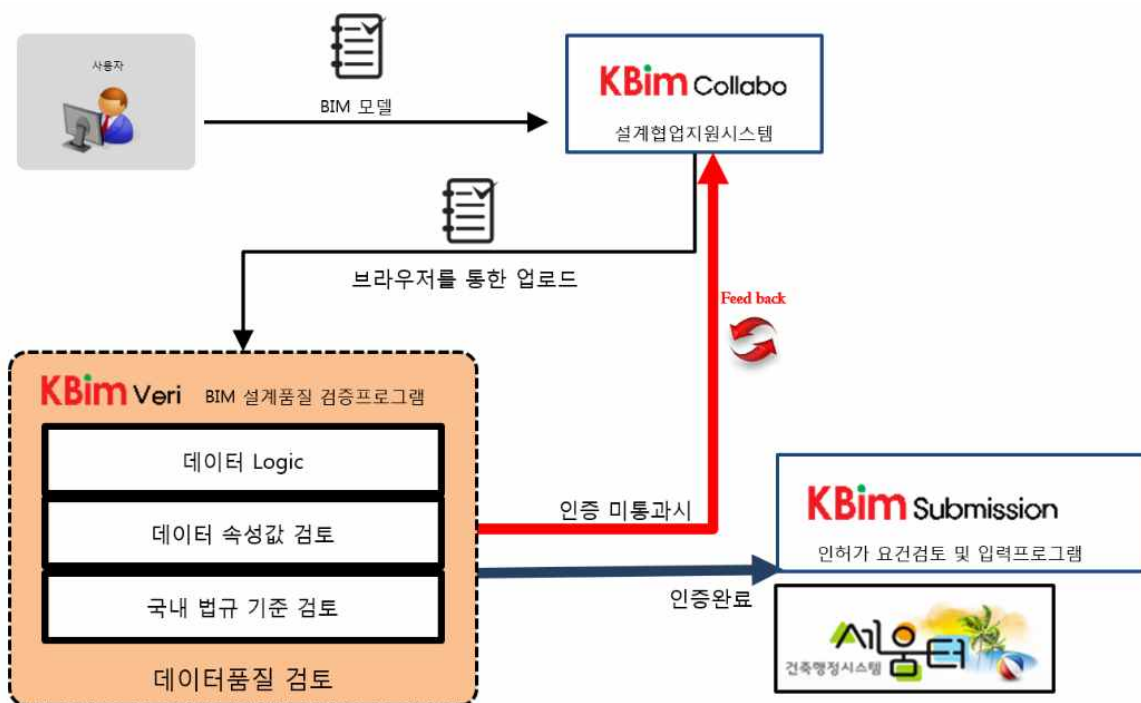 사용자
BIM 모델
KBim Collabo
설계협업지원시스템
브라우저를 통한 업로드
Feed back
KBim Veri BIM 설계품질 검증프로그램
데이터 Logic
데이터 속성값 검토
국내 법규 기준 검토
데이터품질 검토
인증 미통과시
인증완료
KBim Submission
인허가 요건검토 및 입력프로그램
세움터
건축행정시스템